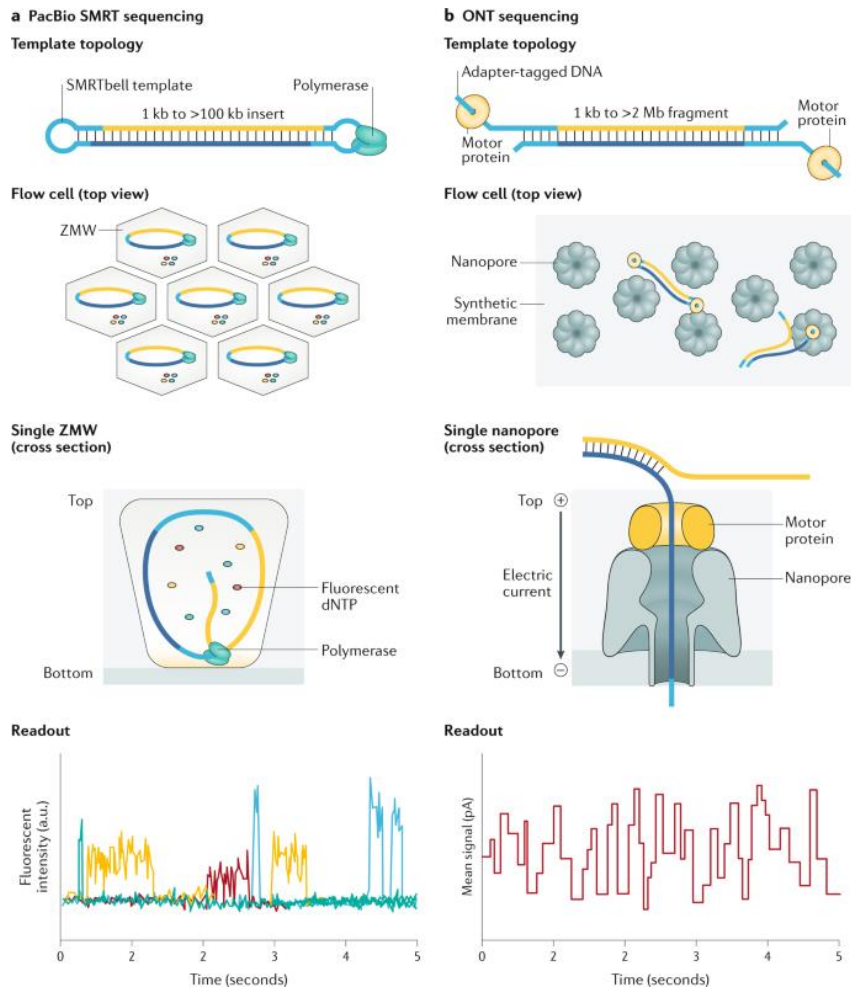 a PacBio SMRT sequencing
Template topology
SMRTbell template
Polymerase
1 kb to >100 kb insert
Flow cell (top view)
ZMW
Single ZMW
(cross section)
Top
Fluorescent
dNTP
Polymerase
Bottom
Readout
Fluorescent
intensity (a.u.)
0 2 2 3 4 5
Time (seconds)
b ONT sequencing
Template topology
Adapter-tagged DNA
1 kb to >2 Mb fragment
Motor
protein
Motor
protein
Flow cell (top view)
Nanopore
Synthetic
membrane
Single nanopore
(cross section)
Top +
Motor
protein
Nanopore
Electric
current
Bottom −
Readout
Mean signal (pA)
0 2 2 3 4 5
Time (seconds)